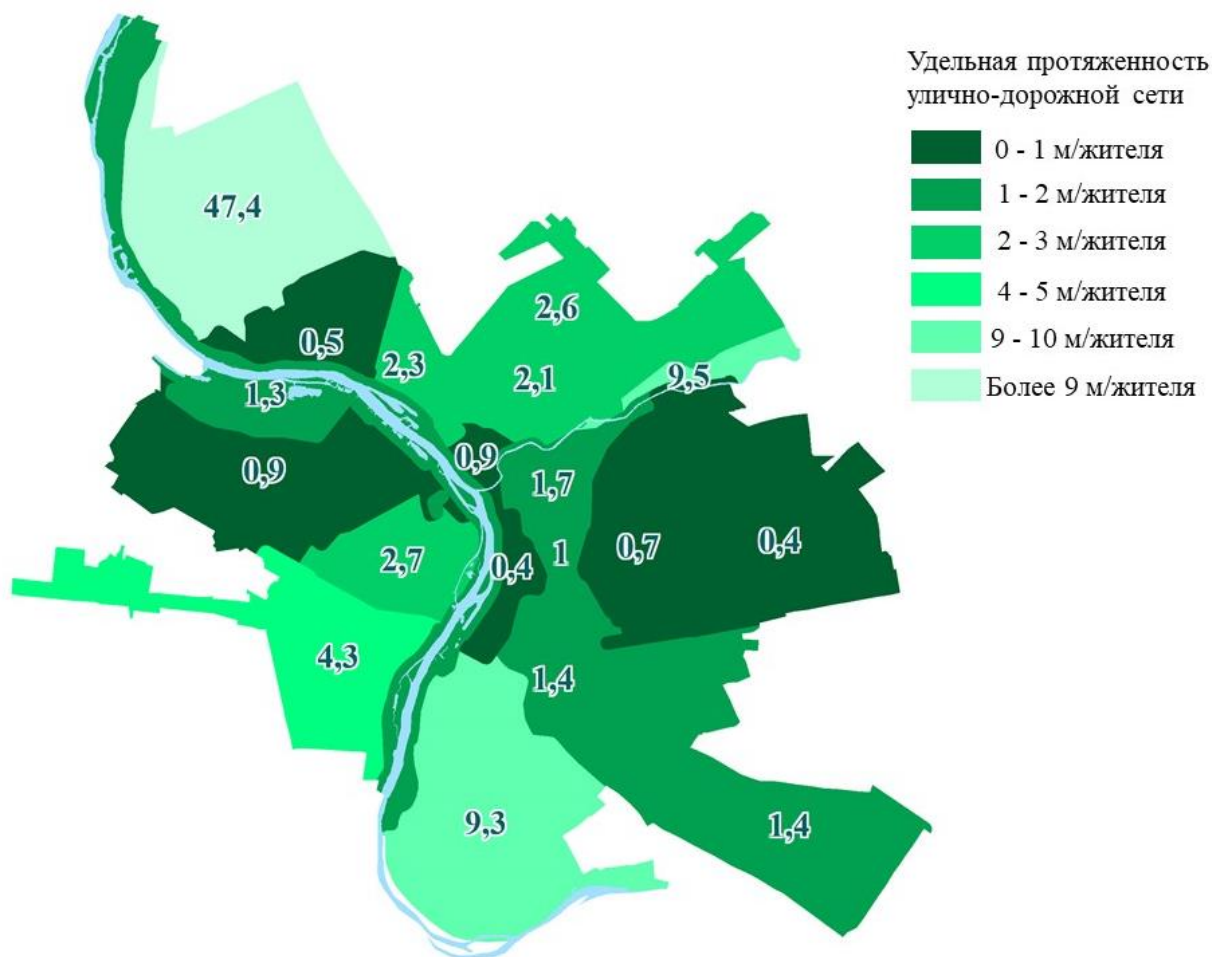 Удельная протяженность
улично-дорожной сети
0 - 1 м/жителя
1 - 2 м/жителя
2 - 3 м/жителя
4 - 5 м/жителя
9 - 10 м/жителя
Более 9 м/жителя
47,4
2,6
0,5
2,3
2,1
9,5
1,3
0,9
0,9
1,7
2,7
0,4
1
0,7
0,4
4,3
1,4
9,3
1,4